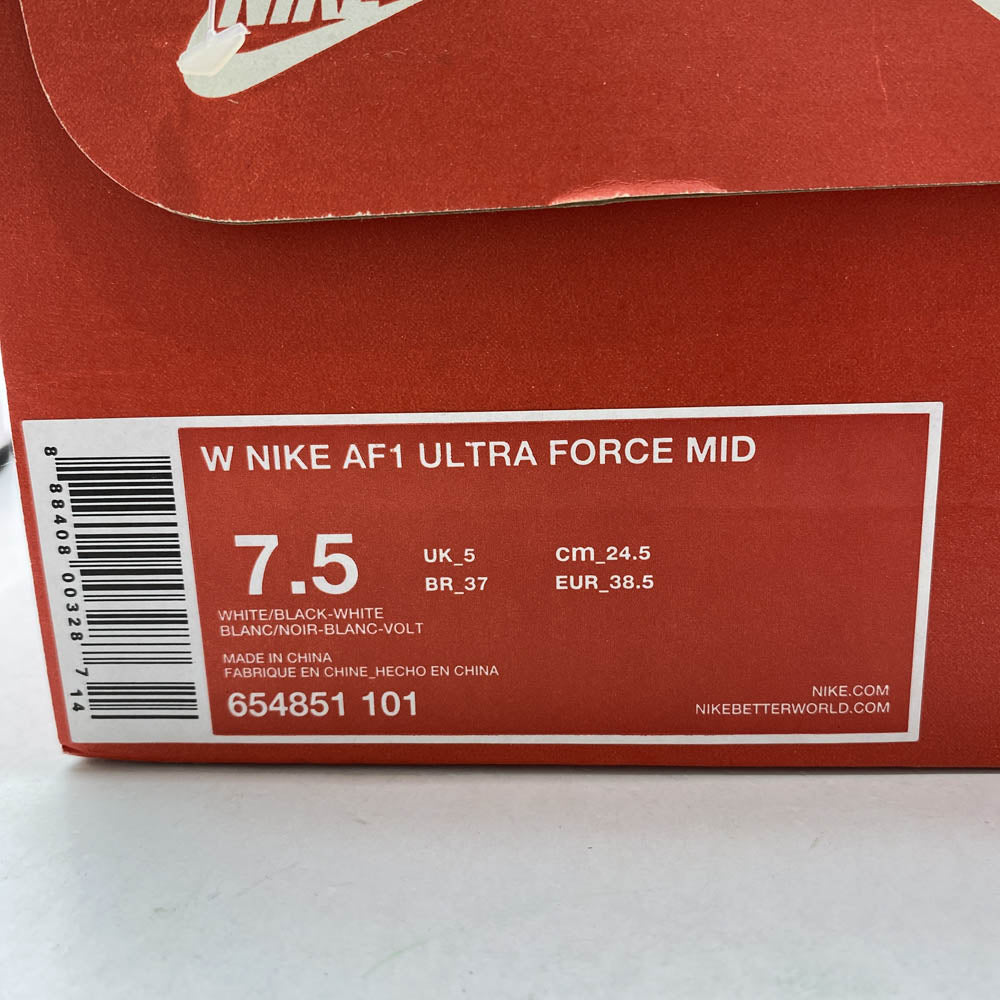 NIKE
W NIKE AF1 ULTRA FORCE MID
7.5
UK_5 cm_24.5
BR_37 EUR_38.5
WHITE/BLACK-WHITE
BLANC/NOIR-BLANC-VOLT
MADE IN CHINA
FABRIQUE EN CHINE_HECHO EN CHINA
654851 101
NIKE.COM
NIKEBETTERWORLD.COM
8 88408 00328 7 14